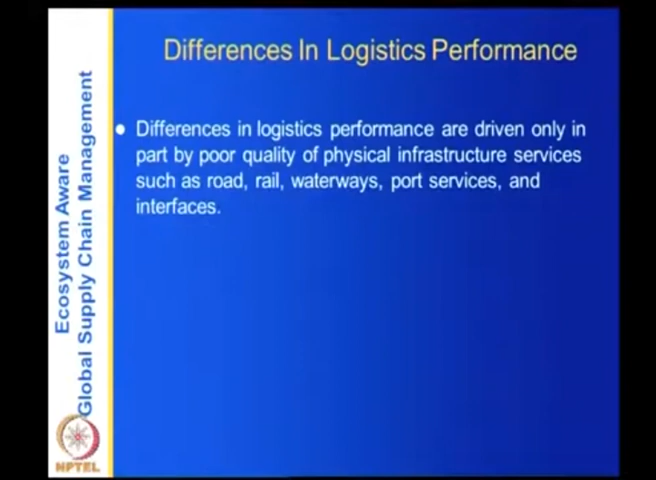 Differences In Logistics Performance
Differences in logistics performance are driven only in
part by poor quality of physical infrastructure services
such as road, rail, waterways, port services, and
interfaces.
Ecosystem Aware
Global Supply Chain Management
NPTEL